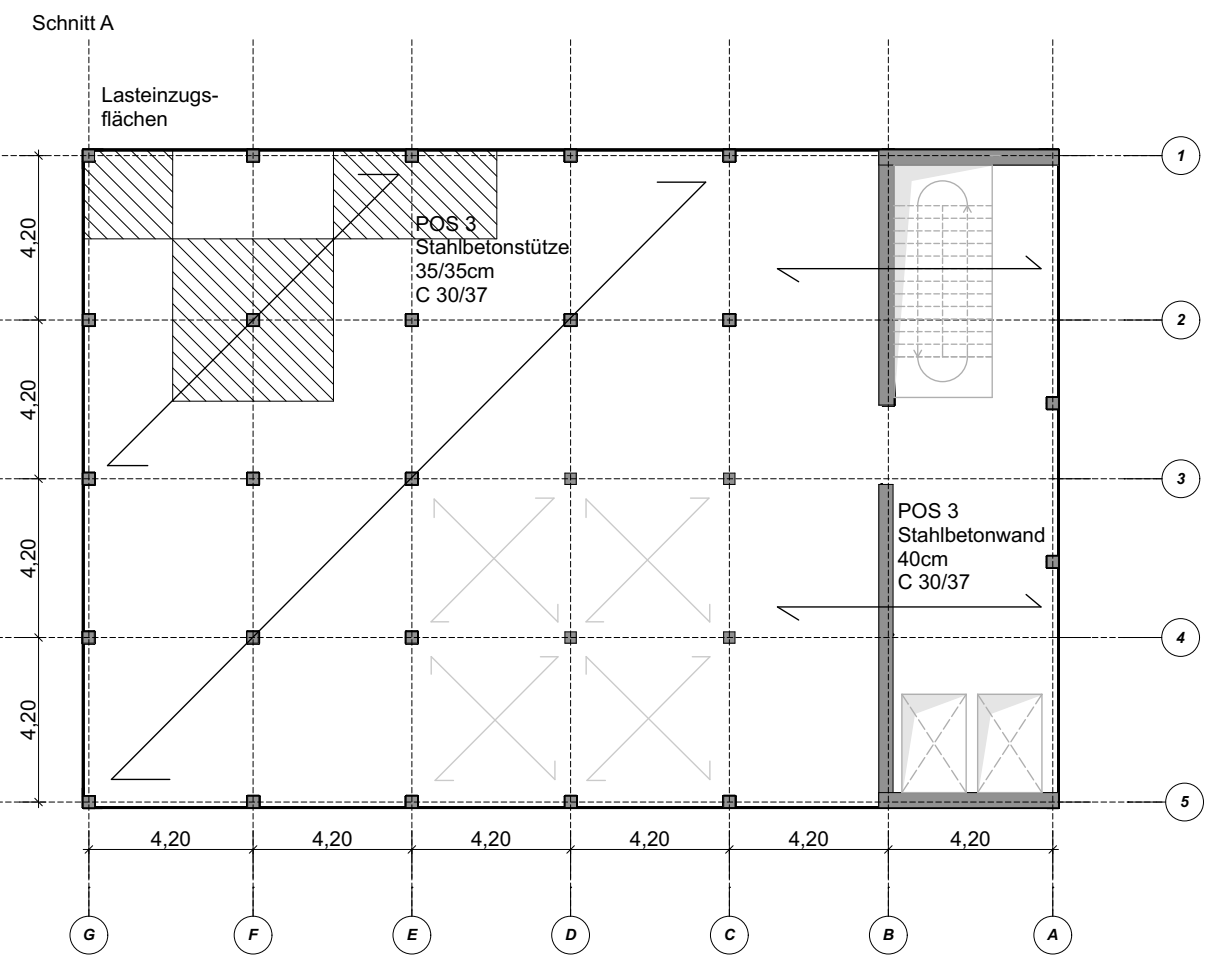 Schnitt A
Lasteinzugs-
flächen
1
POS 3
Stahlbetonstütze
35/35cm
C 30/37
4,20
2
4,20
3
POS 3
Stahlbetonwand
40cm
C 30/37
4,20
4
4,20
5
4,20 4,20 4,20 4,20 4,20 4,20
G F E D C B A